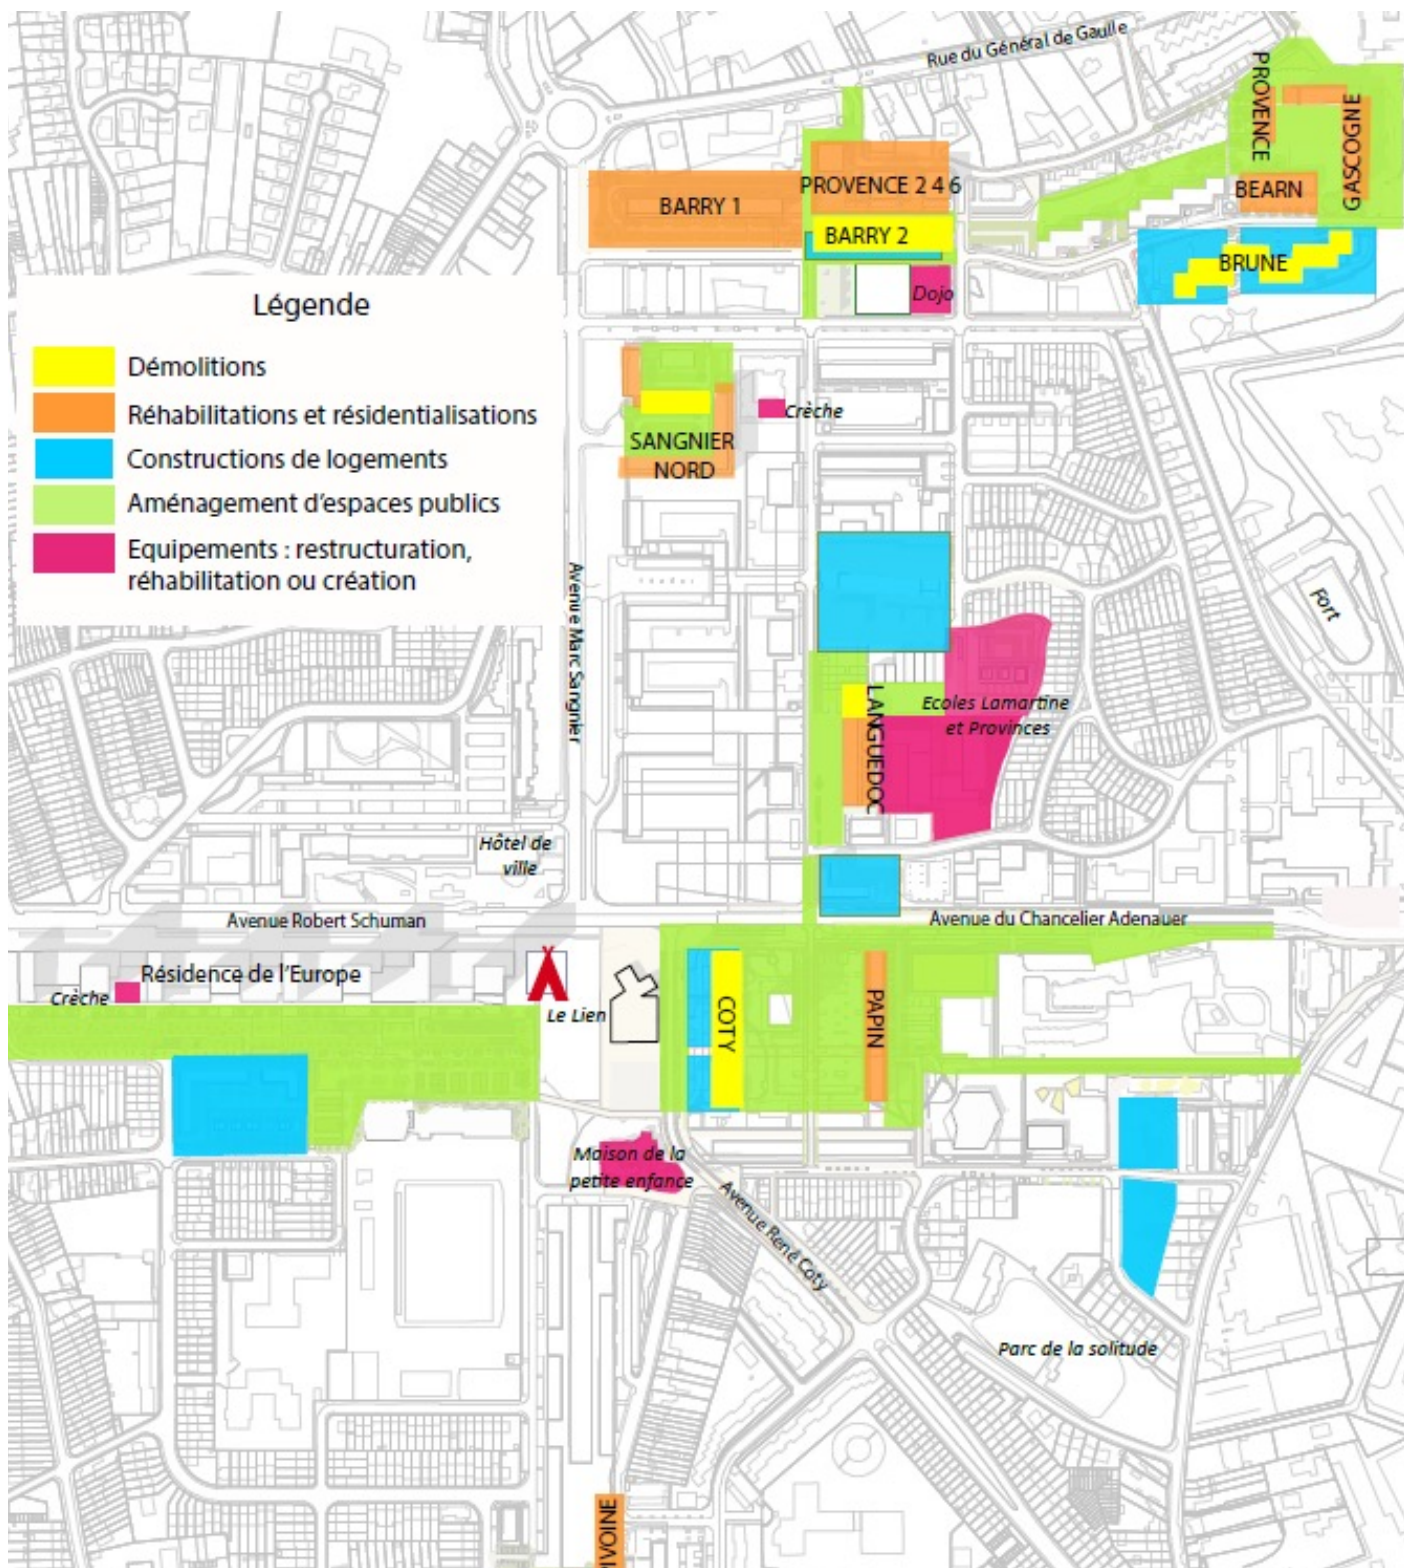 Rue du Général de Gaulle
PROVENCE
GASCOGNE
BARRY 1
PROVENCE 2 4 6
BEARN
BARRY 2
BRUNE
Dojo
Légende
Démolitions
Réhabilitations et résidentialisations
Constructions de logements
Aménagement d'espaces publics
Equipements : restructuration,
réhabilitation ou création
Crèche
SANGNIER
NORD
Avenue Marc Sangnier
Fort
LANGUEDOC
Ecoles Lamartine
et Provinces
Hôtel de
ville
Avenue Robert Schuman
Avenue du Chancelier Adenauer
Résidence de l'Europe
Crèche
Le Lien
COTY
PAPIN
Maison de la
petite enfance
Avenue René Coty
Parc de la solitude
IVOINE